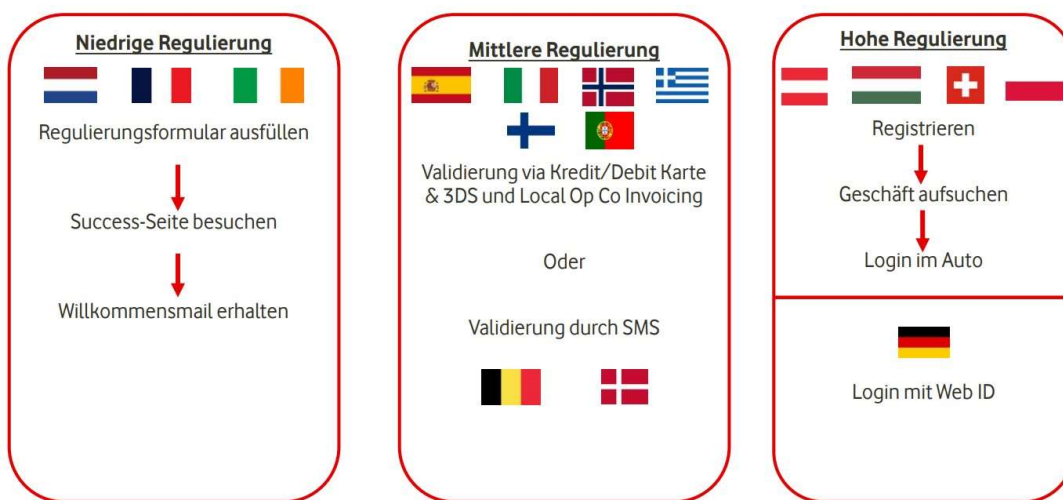 Niedrige Regulierung
Regulierungsformular ausfüllen
Success-Seite besuchen
Willkommensmail erhalten
Mittlere Regulierung
Validierung via Kredit/Debit Karte
& 3DS und Local Op Co Invoicing
Oder
Validierung durch SMS
Hohe Regulierung
Registrieren
Geschäft aufsuchen
Login im Auto
Login mit Web ID